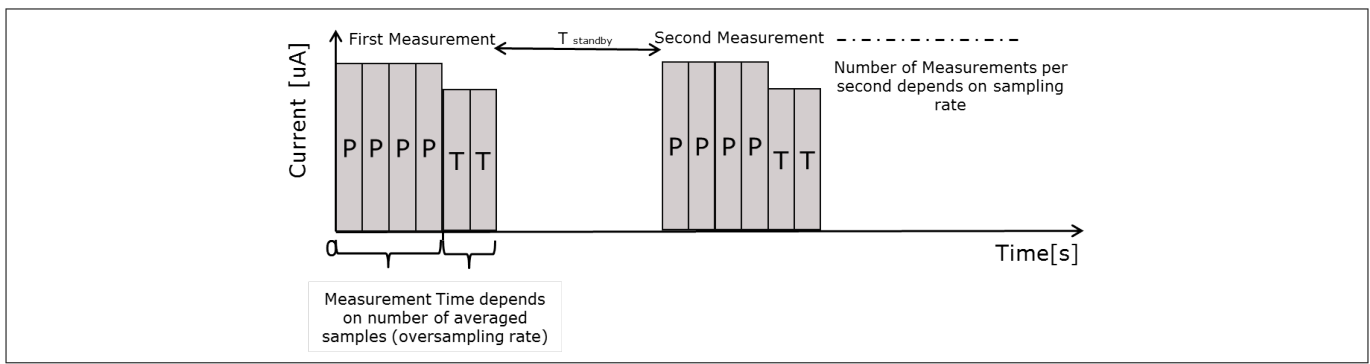 First Measurement
T standby
Second Measurement
Current [uA]
Number of Measurements per
second depends on sampling
rate
P P P P T T
P P P P T T
0
Time[s]
Measurement Time depends
on number of averaged
samples (oversampling rate)